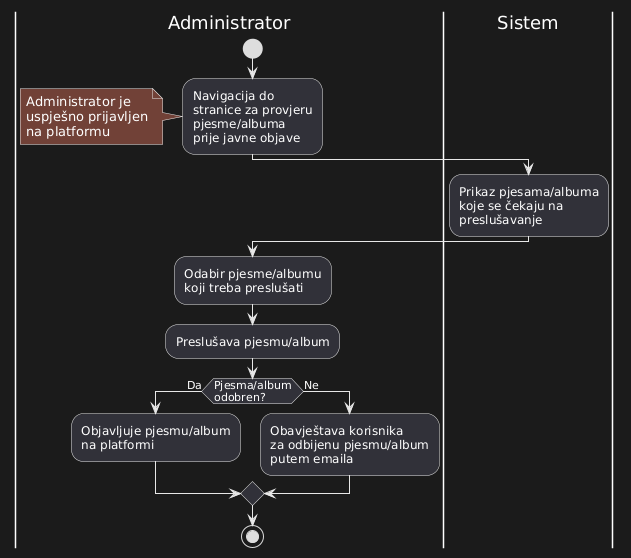 Administrator
Sistem
Administrator je
uspješno prijavljen
na platformu
Navigacija do
stranice za provjeru
pjesme/albuma
prije javne objave
Prikaz pjesama/albuma
koje se čekaju na
preslušavanje
Odabir pjesme/albumu
koji treba preslušati
Preslušava pjesmu/album
Da
Pjesma/album
odobren?
Ne
Objavljuje pjesmu/album
na platformi
Obavještava korisnika
za odbijenu pjesmu/album
putem emaila